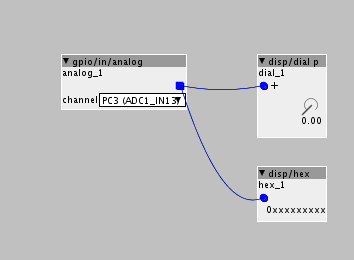 gpio/in/analog
analog_1
channel PC3 (ADC1_IN13)
disp/dial p
dial_1
+
0.00
disp/hex
hex_1
0xxxxxxxxx